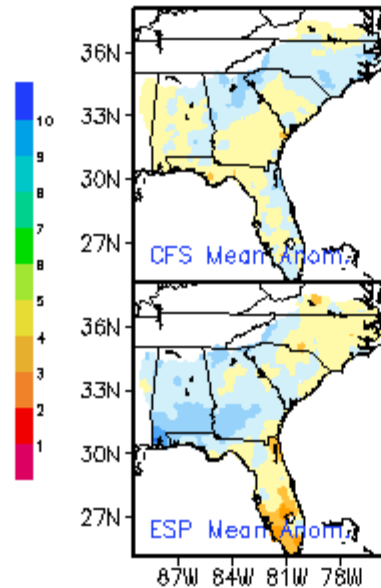 36N
33N
30N
27N
CFS Mean Anom.
10
9
8
7
6
5
4
3
2
1
36N
33N
30N
27N
ESP Mean Anom.
87W 84W 81W 78W